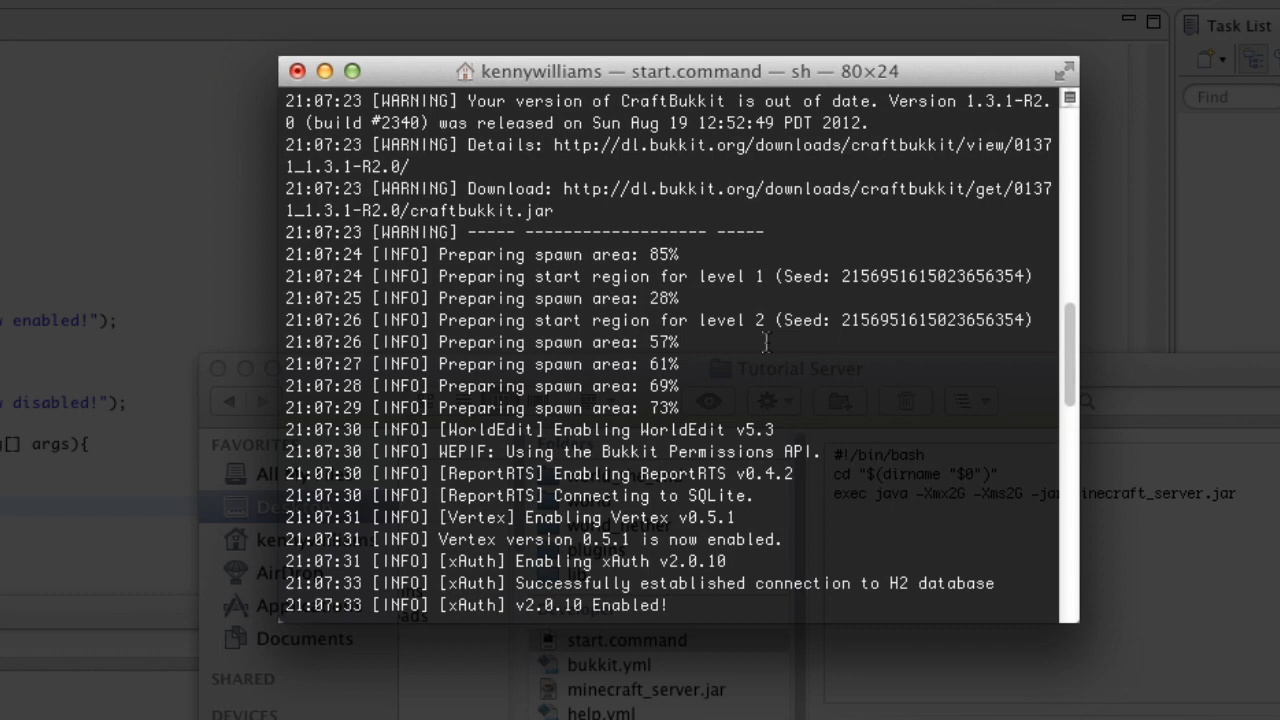 Task List
Find
kennywilliams — start.command — sh — 80×24
21:07:23 [WARNING] Your version of CraftBukkit is out of date. Version 1.3.1-R2.
0 (build #2340) was released on Sun Aug 19 12:52:49 PDT 2012.
21:07:23 [WARNING] Details: http://dl.bukkit.org/downloads/craftbukkit/view/0137
1_1.3.1-R2.0/
21:07:23 [WARNING] Download: http://dl.bukkit.org/downloads/craftbukkit/get/0137
1_1.3.1-R2.0/craftbukkit.jar
21:07:23 [WARNING] ----- ------------------- -----
21:07:24 [INFO] Preparing spawn area: 85%
21:07:24 [INFO] Preparing start region for level 1 (Seed: 2156951615023656354)
21:07:25 [INFO] Preparing spawn area: 28%
21:07:26 [INFO] Preparing start region for level 2 (Seed: 2156951615023656354)
21:07:26 [INFO] Preparing spawn area: 57%
21:07:27 [INFO] Preparing spawn area: 61%
21:07:28 [INFO] Preparing spawn area: 69%
21:07:29 [INFO] Preparing spawn area: 73%
21:07:30 [INFO] [WorldEdit] Enabling WorldEdit v5.3
21:07:30 [INFO] WEPIF: Using the Bukkit Permissions API.
21:07:30 [INFO] [ReportRTS] Enabling ReportRTS v0.4.2
21:07:30 [INFO] [ReportRTS] Connecting to SQLite.
21:07:31 [INFO] [Vertex] Enabling Vertex v0.5.1
21:07:31 [INFO] Vertex version 0.5.1 is now enabled.
21:07:31 [INFO] [xAuth] Enabling xAuth v2.0.10
21:07:33 [INFO] [xAuth] Successfully established connection to H2 database
21:07:33 [INFO] [xAuth] v2.0.10 Enabled!
enabled!");
disabled!");
[] args){
Tutorial Server
FAVORITES
AirDrop
Documents
SHARED
DEVICES
Folders
world
world_nether
plugins
lib
start.command
bukkit.yml
minecraft_server.jar
help.yml
#!/bin/bash
cd "$(dirname "$0")"
exec java -Xmx2G -Xms2G -jar minecraft_server.jar